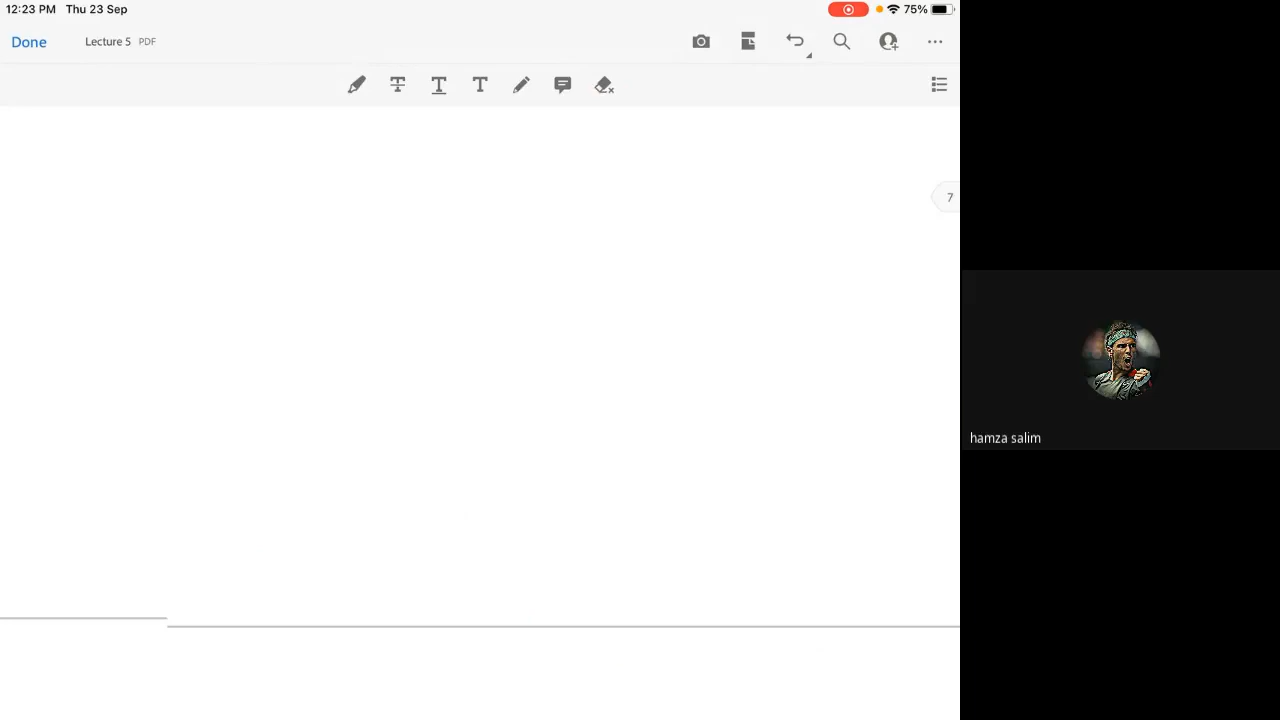 12:23 PM Thu 23 Sep
75%
Done
Lecture 5 PDF
T T T
7
hamza salim